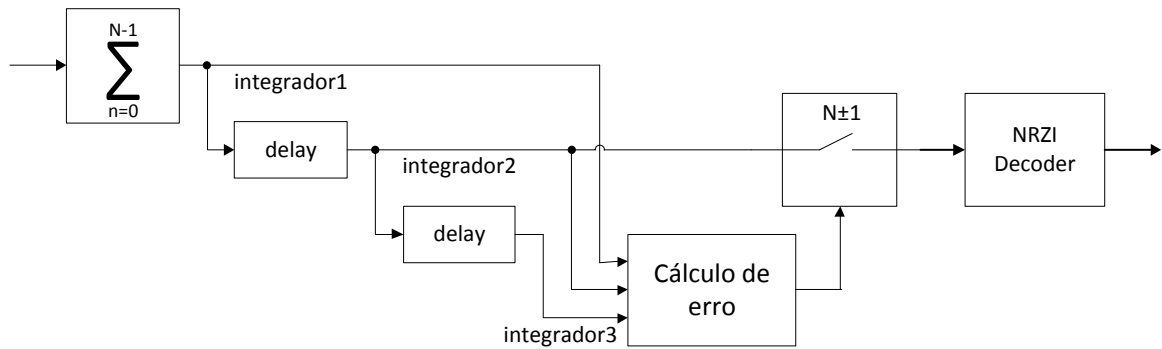 N-1
∑
n=0
integrador1
delay
integrador2
delay
integrador3
Cálculo de
erro
N±1
NRZI
Decoder